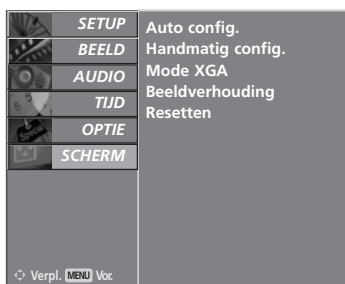 SETUP
BEELD
AUDIO
TIJD
OPTIE
SCHERM
Auto config.
Handmatig config.
Mode XGA
Beeldverhouding
Resetten
Verpl. MENU Vor.